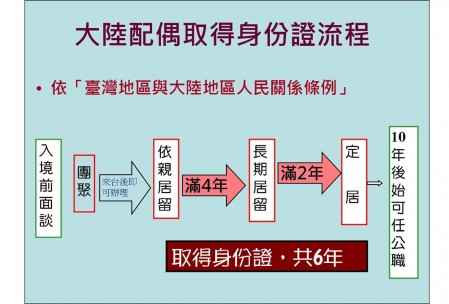 大陸配偶取得身份證流程
• 依「臺灣地區與大陸地區人民關係條例」
入境前面談
團聚
來台後即
可辦理
依親居留
滿4年
長期居留
滿2年
定居
10年後始可任公職
取得身份證，共6年